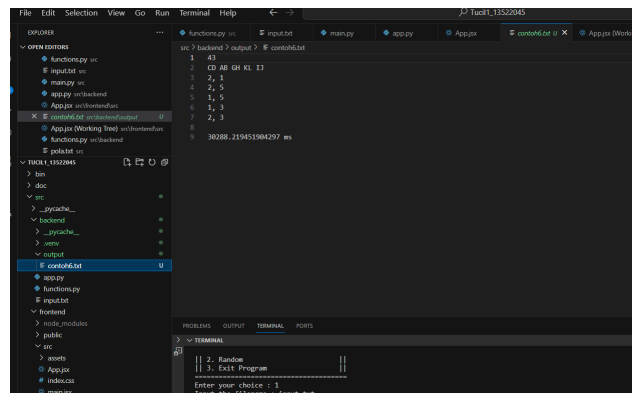 File Edit Selection View Go Run Terminal Help
Tucil1_13522045
EXPLORER
functions.py src
input.txt
main.py
app.py
App.jsx
contoh6.txt U
App.jsx (Work
OPEN EDITORS
src > backend > output > contoh6.txt
functions.py src
input.txt src
main.py src
app.py src\backend
App.jsx src\frontend\src
contoh6.txt src\backend\output U
App.jsx (Working Tree) src\frontend\src
functions.py src\backend
pola.txt src
1 43
2 CD AB GH KL IJ
3 2, 1
4 2, 5
5 1, 5
6 1, 3
7 2, 3
8
9 30288.219451904297 ms
TUCIL1_13522045
bin
doc
src
__pycache__
backend
__pycache__
.venv
output
contoh6.txt U
app.py
functions.py
input.txt
frontend
node_modules
public
src
assets
App.jsx
index.css
main.jsx
PROBLEMS OUTPUT TERMINAL PORTS
TERMINAL
|| 2. Random ||
|| 3. Exit Program ||
Enter your choice : 1